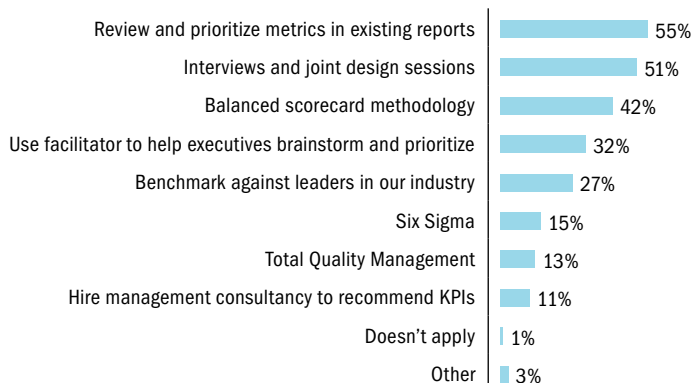 Review and prioritize metrics in existing reports 55%
Interviews and joint design sessions 51%
Balanced scorecard methodology 42%
Use facilitator to help executives brainstorm and prioritize 32%
Benchmark against leaders in our industry 27%
Six Sigma 15%
Total Quality Management 13%
Hire management consultancy to recommend KPIs 11%
Doesn’t apply 1%
Other 3%